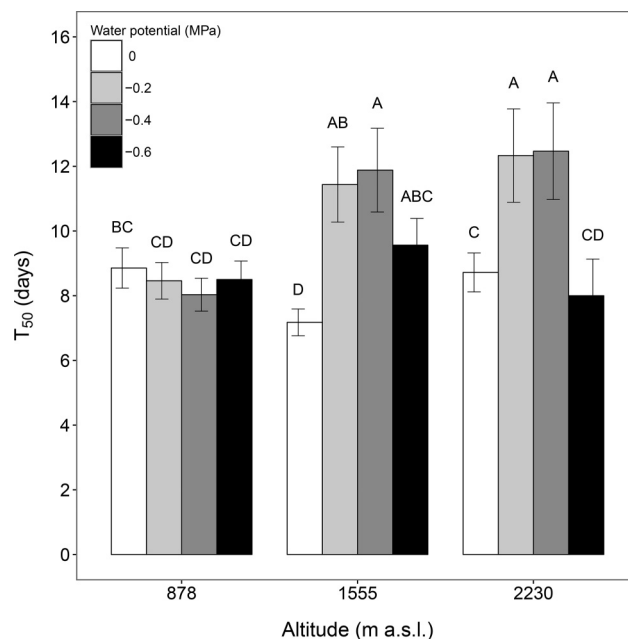 Water potential (MPa)
0
−0.2
−0.4
−0.6
T50 (days)
16
14
12
10
8
6
4
2
0
BC
CD
CD
CD
D
AB
A
ABC
C
A
A
CD
878
1555
2230
Altitude (m a.s.l.)